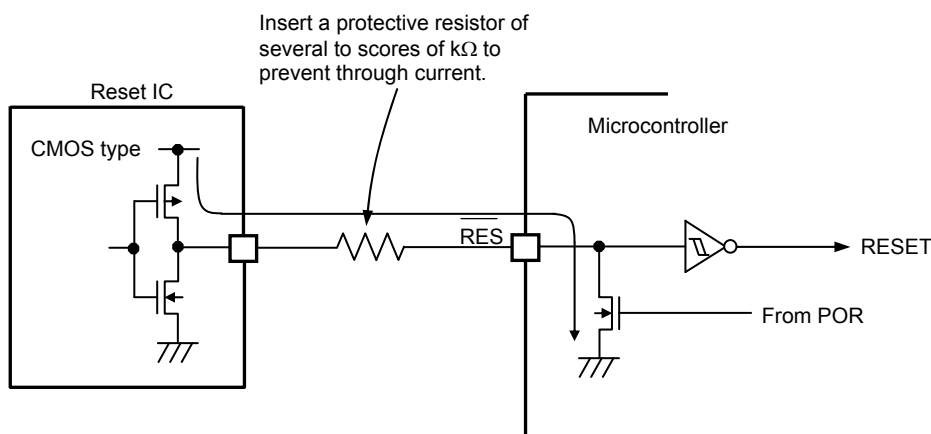 Insert a protective resistor of
several to scores of kΩ to
prevent through current.
Reset IC
Microcontroller
CMOS type
RES
RESET
From POR